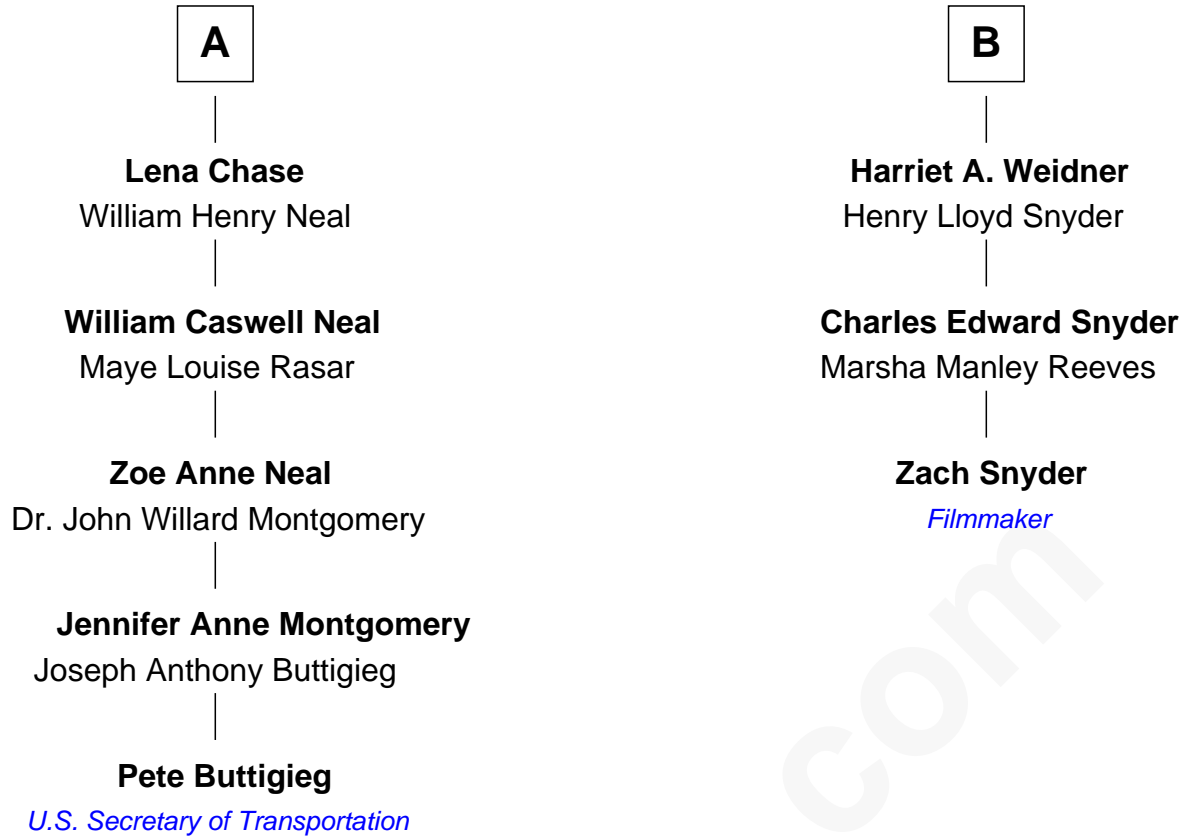 A
Lena Chase
William Henry Neal
William Caswell Neal
Maye Louise Rasar
Zoe Anne Neal
Dr. John Willard Montgomery
Jennifer Anne Montgomery
Joseph Anthony Buttigieg
Pete Buttigieg
U.S. Secretary of Transportation
B
Harriet A. Weidner
Henry Lloyd Snyder
Charles Edward Snyder
Marsha Manley Reeves
Zach Snyder
Filmmaker
com